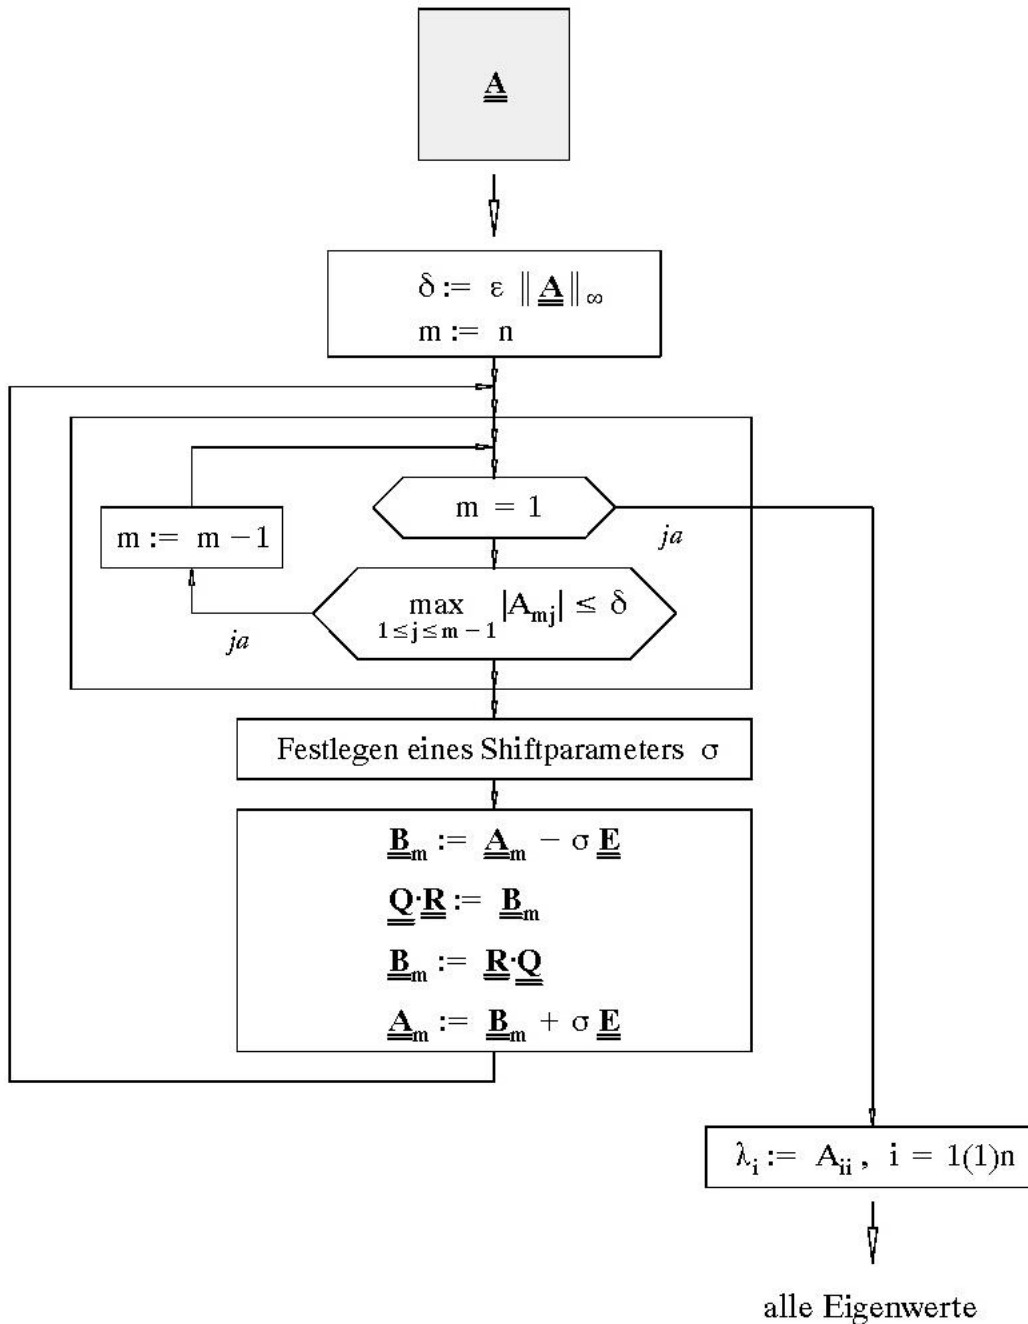 A
δ := ε ‖A‖∞
m := n
m = 1
ja
m := m − 1
max |Amj| ≤ δ
1 ≤ j ≤ m − 1
ja
Festlegen eines Shiftparameters σ
Bm := Am − σ E
Q·R := Bm
Bm := R·Q
Am := Bm + σ E
λi := Aii , i = 1(1)n
alle Eigenwerte